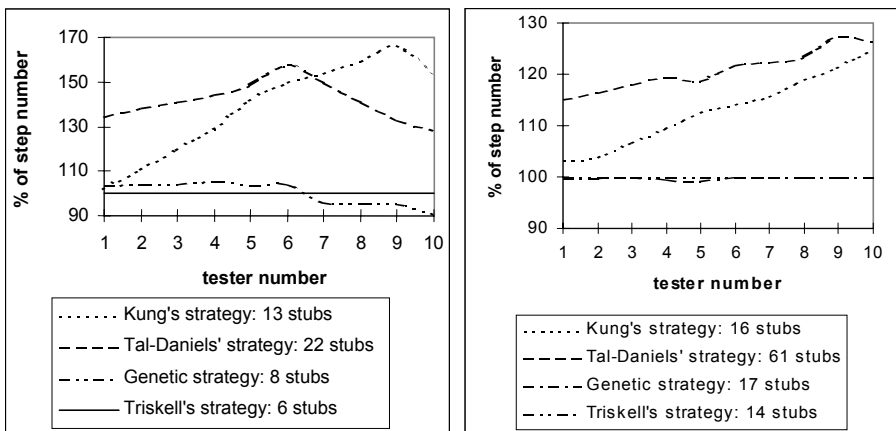 170
150
130
110
90
% of step number
1 2 3 4 5 6 7 8 9 10
tester number
Kung's strategy: 13 stubs
Tal-Daniels' strategy: 22 stubs
Genetic strategy: 8 stubs
Triskell's strategy: 6 stubs
130
120
110
100
90
% of step number
1 2 3 4 5 6 7 8 9 10
tester number
Kung's strategy: 16 stubs
Tal-Daniels' strategy: 61 stubs
Genetic strategy: 17 stubs
Triskell's strategy: 14 stubs